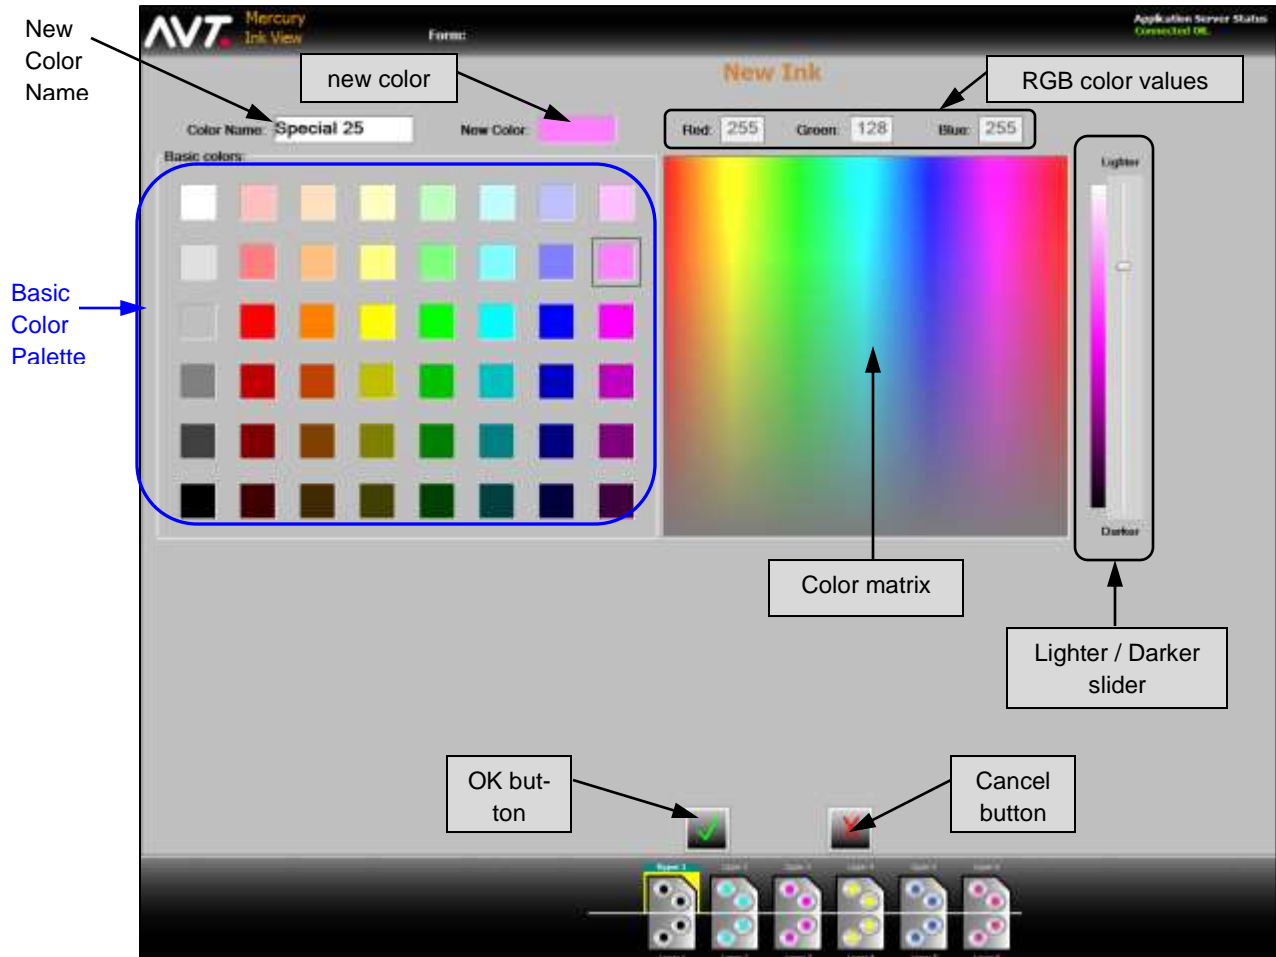 New
Color
Name
AVT.
Mercury
Ink View
Form:
Application Server Status
Connected OK.
new color
New Ink
RGB color values
Color Name:
Special 25
New Color:
Red:
255
Green:
128
Blue:
255
Basic colors:
Lighter
Basic
Color
Palette
Darker
Color matrix
Lighter / Darker
slider
OK but-
ton
Cancel
button